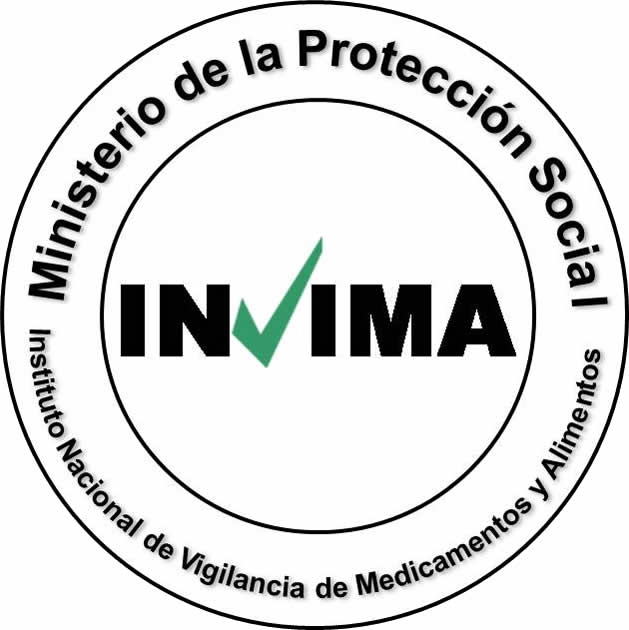 Ministerio de la Protección Social
INVIMA
Instituto Nacional de Vigilancia de Medicamentos y Alimentos